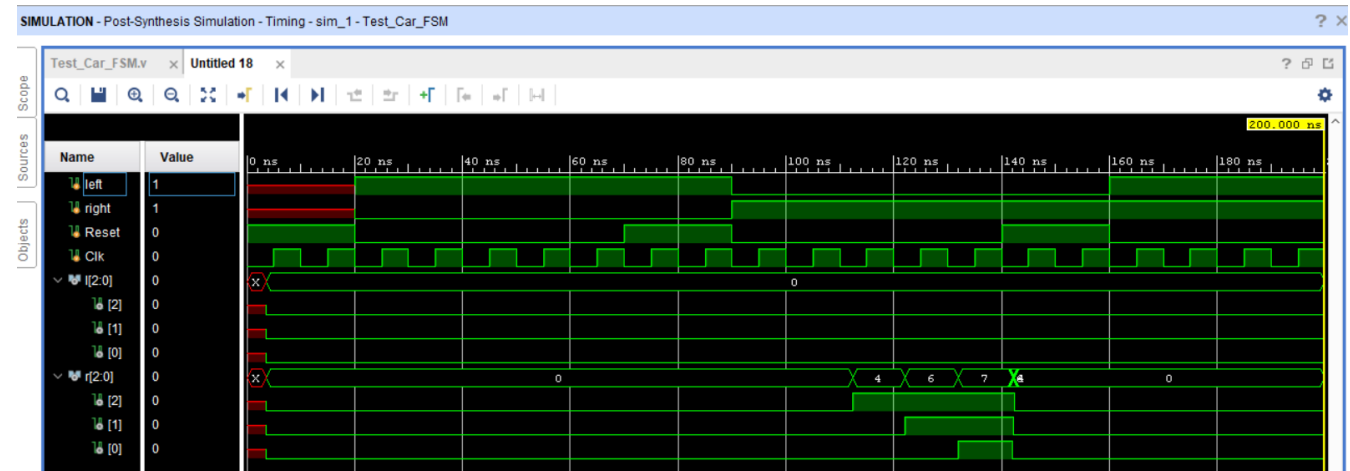 SIMULATION - Post-Synthesis Simulation - Timing - sim_1 - Test_Car_FSM ? ×
Test_Car_FSM.v × Untitled 18 × ?
Scope
Sources
Objects
200.000 ns
Name Value 0 ns 20 ns 40 ns 60 ns 80 ns 100 ns 120 ns 140 ns 160 ns 180 ns
left 1
right 1
Reset 0
Clk 0
l[2:0] 0 X 0
[2] 0
[1] 0
[0] 0
r[2:0] 0 X 0 4 6 7 4 0
[2] 0
[1] 0
[0] 0